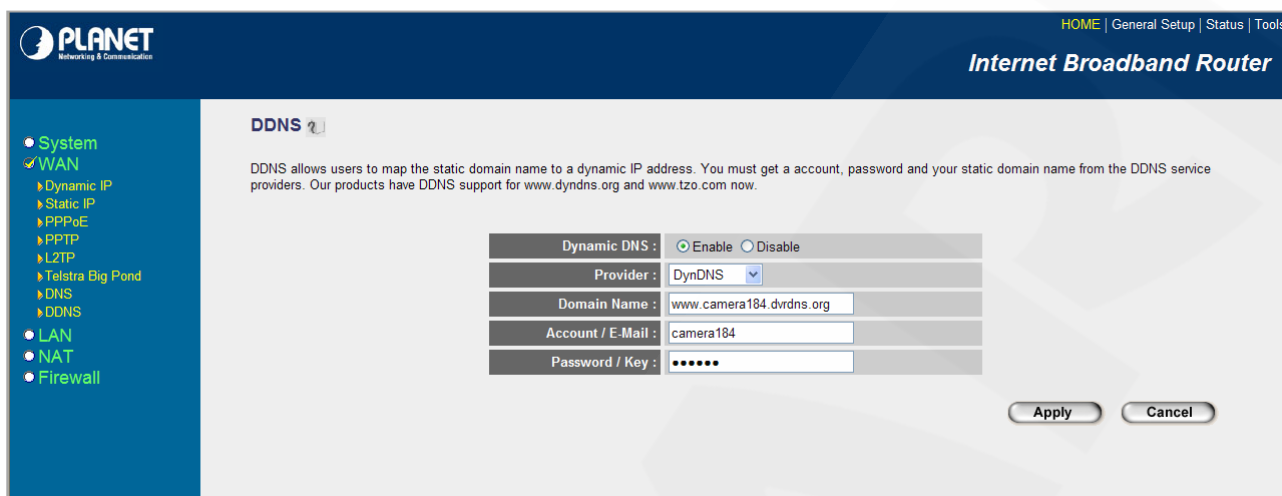 PLANET
Networking & Communication
HOME | General Setup | Status | Tools
Internet Broadband Router
System
WAN
Dynamic IP
Static IP
PPPoE
PPTP
L2TP
Telstra Big Pond
DNS
DDNS
LAN
NAT
Firewall
DDNS
DDNS allows users to map the static domain name to a dynamic IP address. You must get a account, password and your static domain name from the DDNS service
providers. Our products have DDNS support for www.dyndns.org and www.tzo.com now.
Dynamic DNS : Enable Disable
Provider : DynDNS
Domain Name : www.camera184.dvrdns.org
Account / E-Mail : camera184
Password / Key : ••••••
Apply Cancel